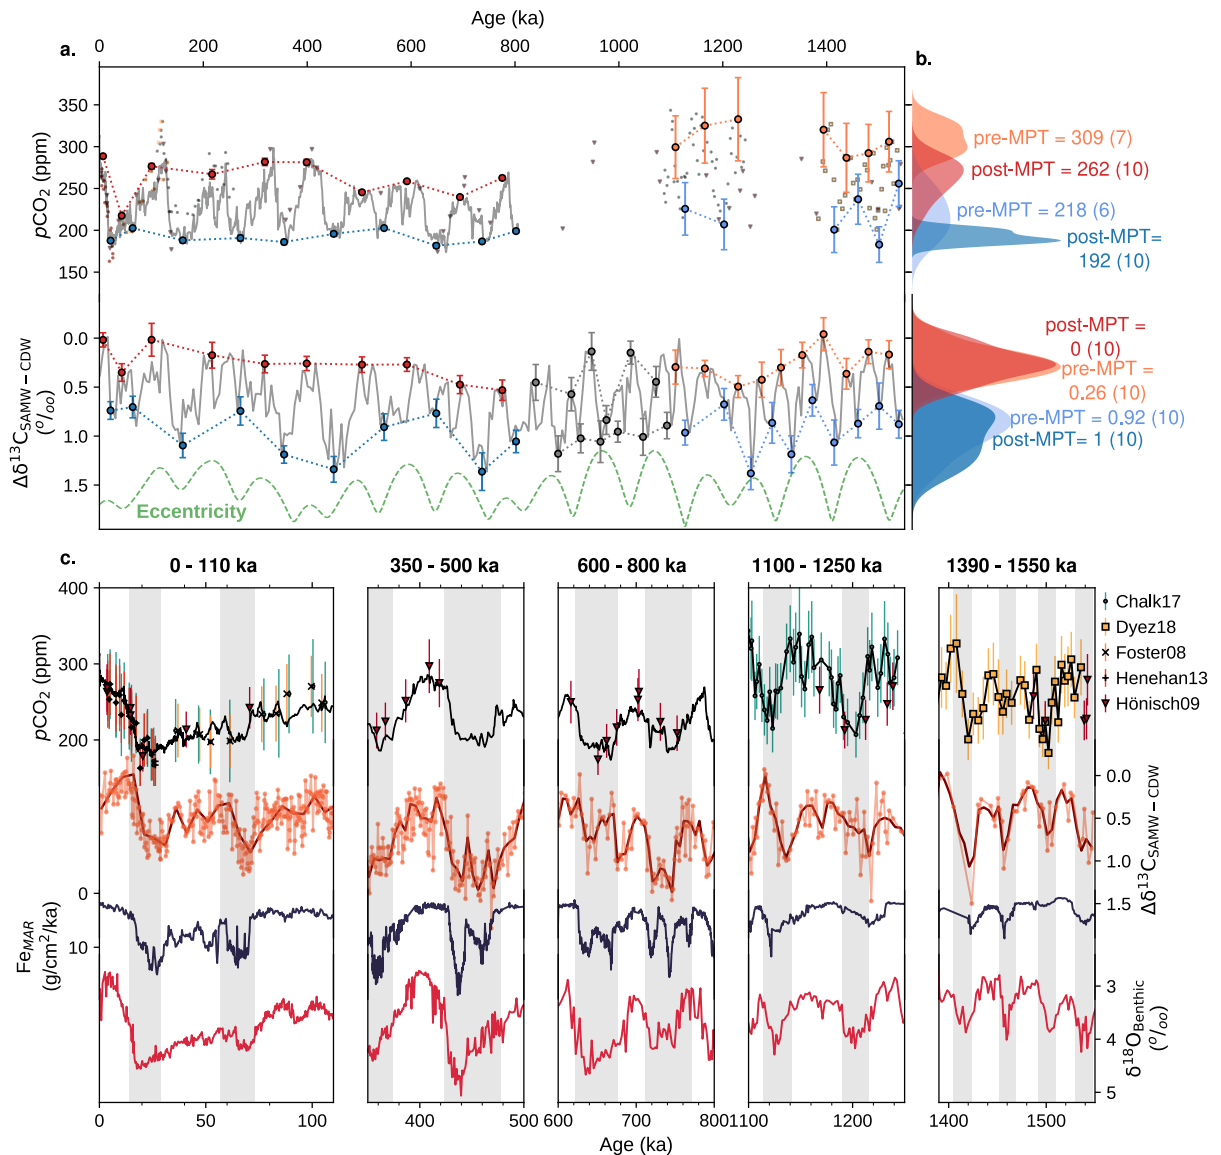 Age (ka)
0 200 400 600 800 1000 1200 1400
a.
b.
350
300
250
200
150
pCO2 (ppm)
pre-MPT = 309 (7)
post-MPT = 262 (10)
pre-MPT = 218 (6)
post-MPT=
192 (10)
0.0
0.5
1.0
1.5
Δδ13CSAMW−CDW
(o/oo)
Eccentricity
post-MPT =
0 (10)
pre-MPT =
0.26 (10)
pre-MPT = 0.92 (10)
post-MPT= 1 (10)
c.
0 - 110 ka
350 - 500 ka
600 - 800 ka
1100 - 1250 ka
1390 - 1550 ka
400
300
200
pCO2 (ppm)
Chalk17
Dyez18
Foster08
Henehan13
Hönisch09
0.0
0.5
1.0
1.5
Δδ13CSAMW−CDW
0
10
FeMAR
(g/cm2/ka)
3
4
5
δ18OBenthic
(o/oo)
0 50 100
400 500
600 700 800
1100 1200
1400 1500
Age (ka)